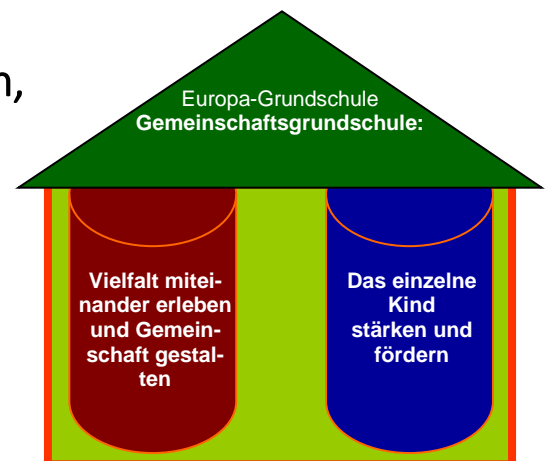 n,
Europa-Grundschule
Gemeinschaftsgrundschule:
Vielfalt mitei-
nander erleben
und Gemein-
schaft gestal-
ten
Das einzelne
Kind
stärken und
fördern